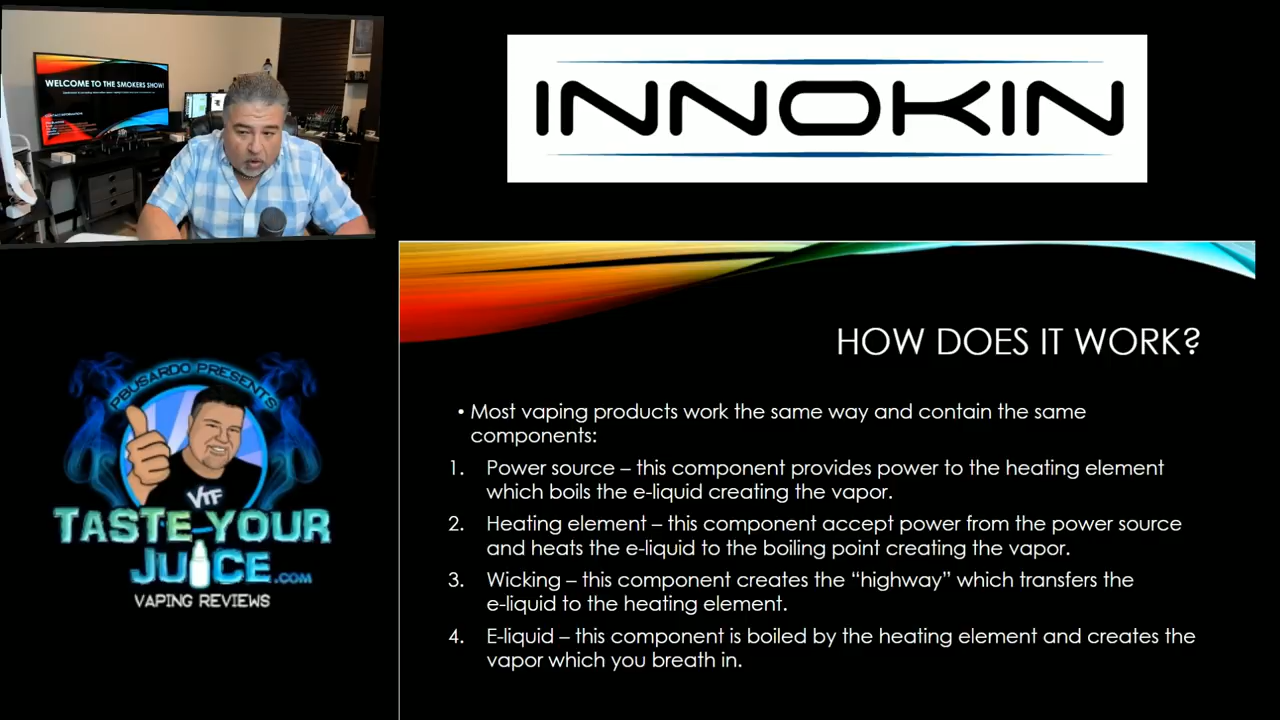 WELCOME TO THE SMOKERS SHOW!
INNOKIN
HOW DOES IT WORK?
• Most vaping products work the same way and contain the same
components:
1. Power source – this component provides power to the heating element
which boils the e-liquid creating the vapor.
2. Heating element – this component accept power from the power source
and heats the e-liquid to the boiling point creating the vapor.
3. Wicking – this component creates the “highway” which transfers the
e-liquid to the heating element.
4. E-liquid – this component is boiled by the heating element and creates the
vapor which you breath in.
PBUSARDO PRESENTS
VTF
TASTE YOUR
JUICE.COM
VAPING REVIEWS